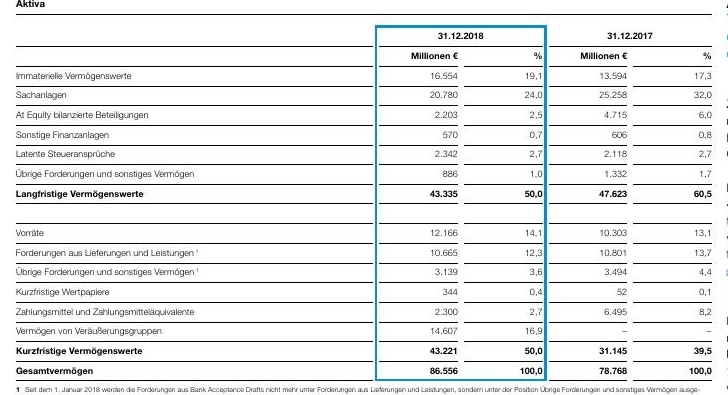 Aktiva
31.12.2018 31.12.2017
Millionen € % Millionen € %
Immaterielle Vermögenswerte 16.554 19,1 13.594 17,3
Sachanlagen 20.780 24,0 25.258 32,0
At Equity bilanzierte Beteiligungen 2.203 2,5 4.715 6,0
Sonstige Finanzanlagen 570 0,7 606 0,8
Latente Steueransprüche 2.342 2,7 2.118 2,7
Übrige Forderungen und sonstiges Vermögen 886 1,0 1.332 1,7
Langfristige Vermögenswerte 43.335 50,0 47.623 60,5
Vorräte 12.166 14,1 10.303 13,1
Forderungen aus Lieferungen und Leistungen ¹ 10.665 12,3 10.801 13,7
Übrige Forderungen und sonstiges Vermögen ¹ 3.139 3,6 3.494 4,4
Kurzfristige Wertpapiere 344 0,4 52 0,1
Zahlungsmittel und Zahlungsmitteläquivalente 2.300 2,7 6.495 8,2
Vermögen von Veräußerungsgruppen 14.607 16,9 – –
Kurzfristige Vermögenswerte 43.221 50,0 31.145 39,5
Gesamtvermögen 86.556 100,0 78.768 100,0
1 Seit dem 1. Januar 2018 werden die Forderungen aus Bank Acceptance Drafts nicht mehr unter Forderungen aus Lieferungen und Leistungen, sondern unter der Position Übrige Forderungen und sonstiges Vermögen ausge-